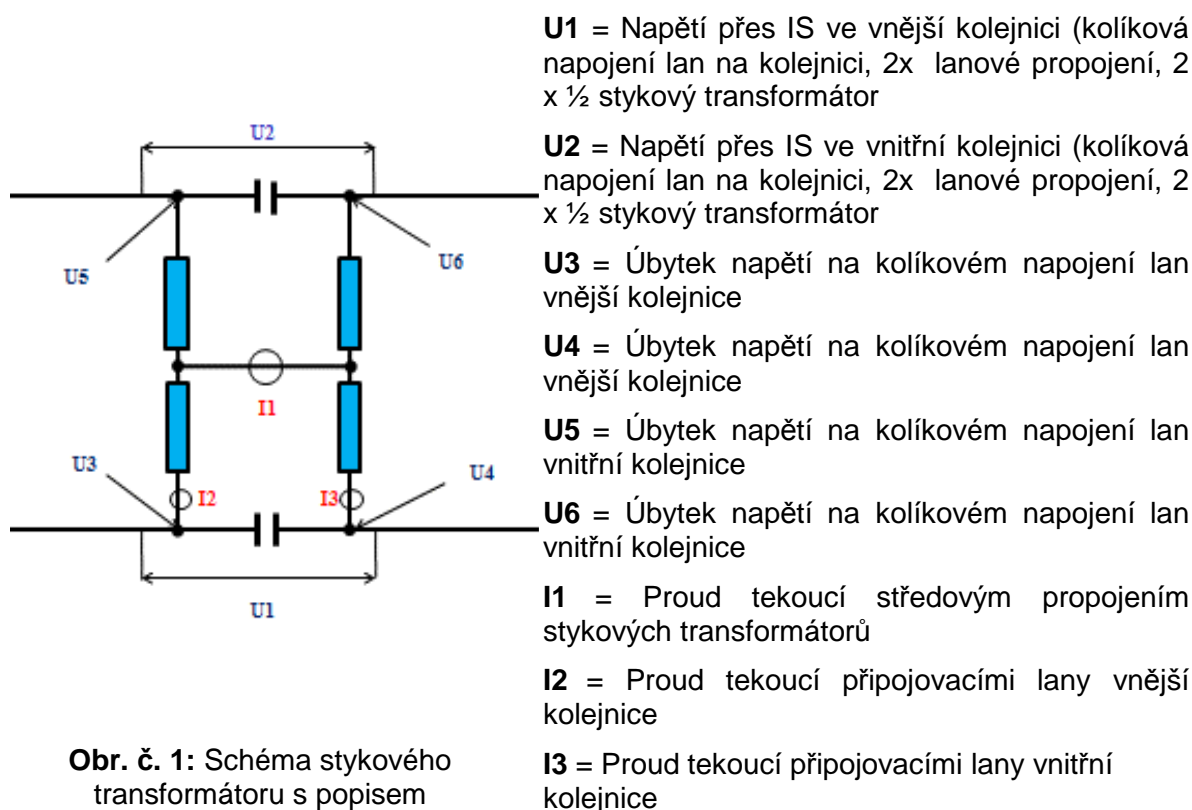 U2
U5
U6
I1
U3
U4
I2
I3
U1
Obr. č. 1: Schéma stykového
transformátoru s popisem
U1 = Napětí přes IS ve vnější kolejnici (kolíková
napojení lan na kolejnici, 2x lanové propojení, 2
x ½ stykový transformátor
U2 = Napětí přes IS ve vnitřní kolejnici (kolíková
napojení lan na kolejnici, 2x lanové propojení, 2
x ½ stykový transformátor
U3 = Úbytek napětí na kolíkovém napojení lan
vnější kolejnice
U4 = Úbytek napětí na kolíkovém napojení lan
vnější kolejnice
U5 = Úbytek napětí na kolíkovém napojení lan
vnitřní kolejnice
U6 = Úbytek napětí na kolíkovém napojení lan
vnitřní kolejnice
I1 = Proud tekoucí středovým propojením
stykových transformátorů
I2 = Proud tekoucí připojovacími lany vnější
kolejnice
I3 = Proud tekoucí připojovacími lany vnitřní
kolejnice